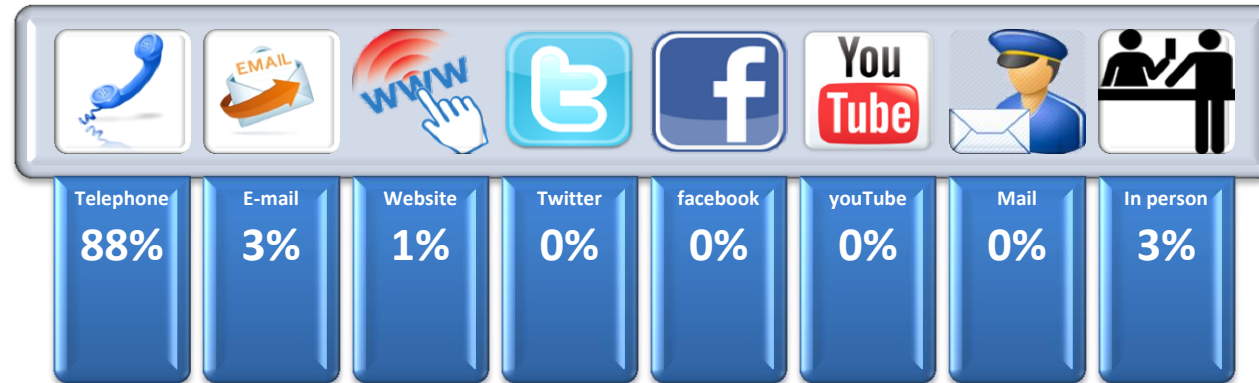 EMAIL
www
t
f
You
Tube
Telephone
88%
E-mail
3%
Website
1%
Twitter
0%
facebook
0%
youTube
0%
Mail
0%
In person
3%